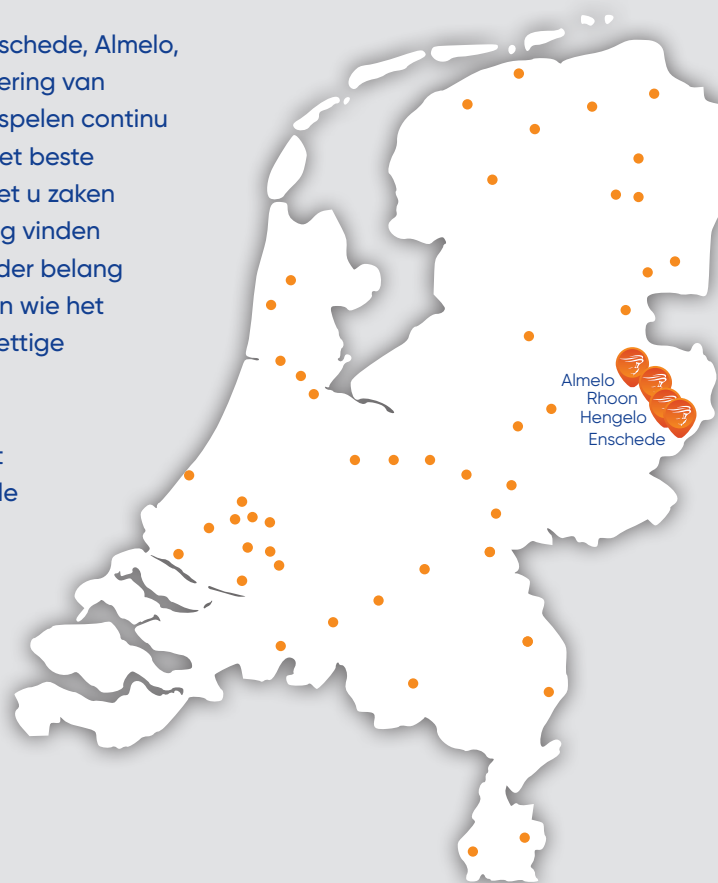 schede, Almelo,
ering van
spelen continu
et beste
et u zaken
g vinden
der belang
n wie het
ettige
t
le
Almelo
Rhoon
Hengelo
Enschede